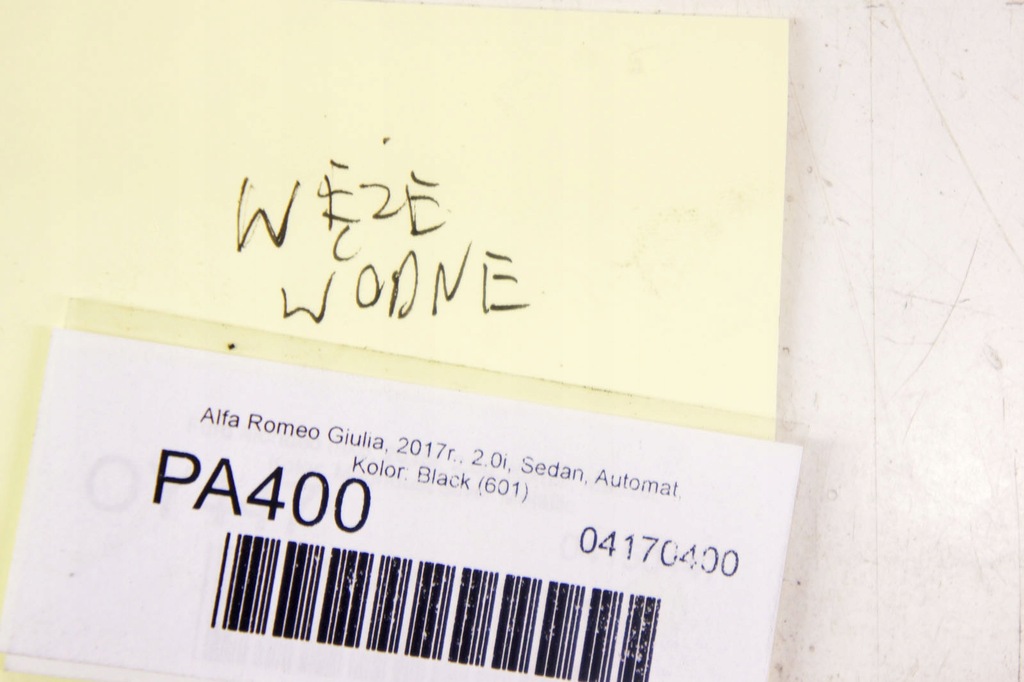 WĘŻE
WODNE
Alfa Romeo Giulia, 2017r., 2.0i, Sedan, Automat,
Kolor: Black (601)
PA400
04170400